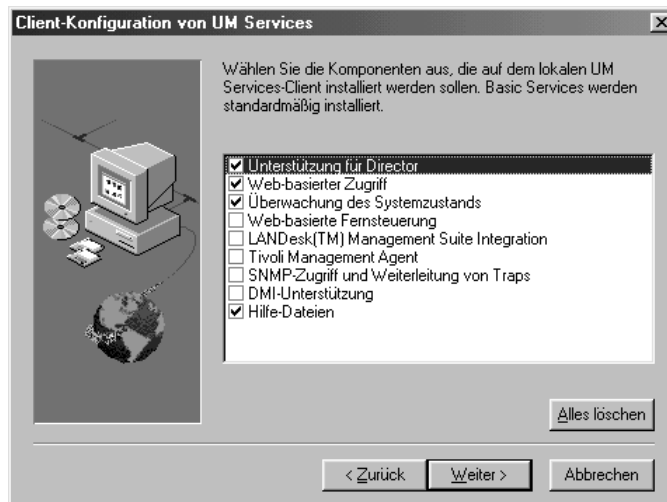 Client-Konfiguration von UM Services
Wählen Sie die Komponenten aus, die auf dem lokalen UM
Services-Client installiert werden sollen. Basic Services werden
standardmäßig installiert.
Unterstützung für Director
Web-basierter Zugriff
Überwachung des Systemzustands
Web-basierte Fernsteuerung
LANDesk(TM) Management Suite Integration
Tivoli Management Agent
SNMP-Zugriff und Weiterleitung von Traps
DMI-Unterstützung
Hilfe-Dateien
Alles löschen
< Zurück
Weiter >
Abbrechen